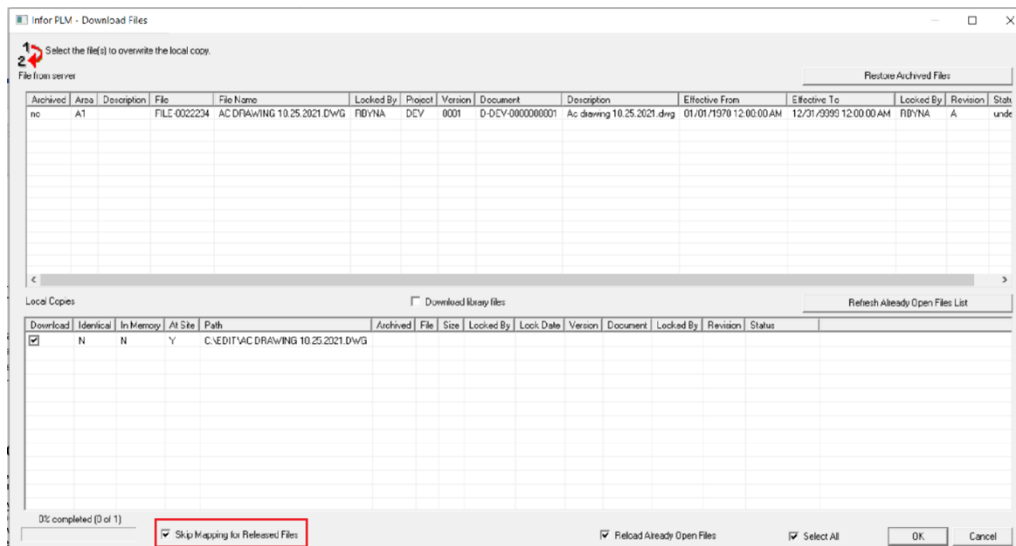 Infor PLM - Download Files
1 2 Select the file(s) to overwrite the local copy.
File from server
Restore Archived Files
Archived Area Description File File Name Locked By Project Version Document Description Effective From Effective To Locked By Revision Statu
no A1 FILE-0022234 AC DRAWING 10.25.2021.DWG RBYNA DEV 0001 D-DEV-0000000001 Ac drawing 10.25.2021.dwg 01/01/1970 12:00:00 AM 12/31/9999 12:00:00 AM RBYNA A unde
Local Copies
Download library files
Refresh Already Open Files List
Download Identical In Memory At Site Path Archived File Size Locked By Lock Date Version Document Locked By Revision Status
N N Y C:\EDIT\AC DRAWING 10.25.2021.DWG
0% completed (0 of 1)
Skip Mapping for Released Files
Reload Already Open Files
Select All
OK
Cancel